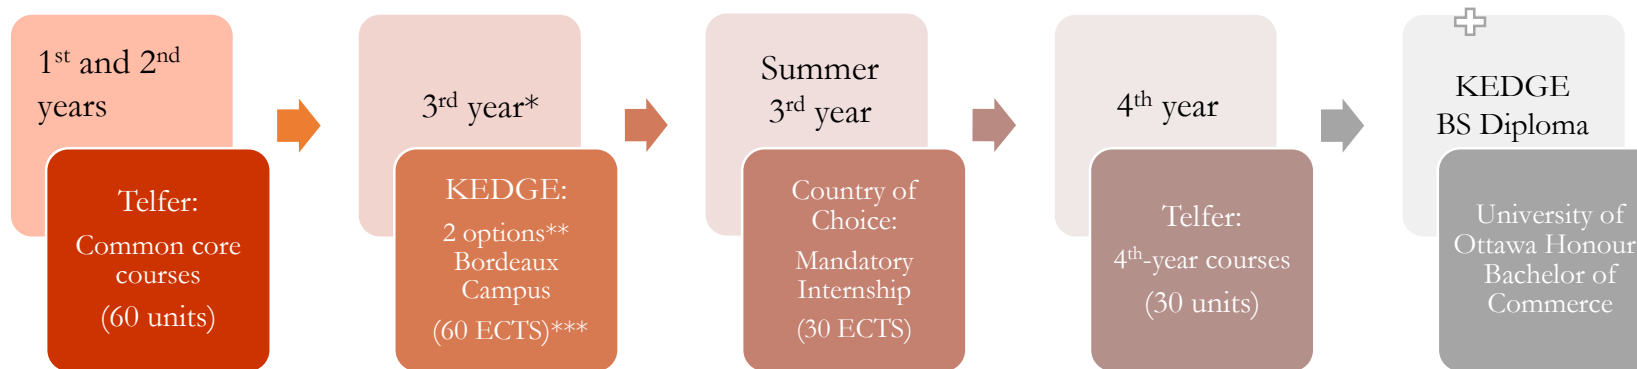 1st and 2nd
years
Telfer:
Common core
courses
(60 units)
3rd year*
KEDGE:
2 options**
Bordeaux
Campus
(60 ECTS)***
Summer
3rd year
Country of
Choice:
Mandatory
Internship
(30 ECTS)
4th year
Telfer:
4th-year courses
(30 units)
KEDGE
BS Diploma
University of
Ottawa Honour
Bachelor of
Commerce